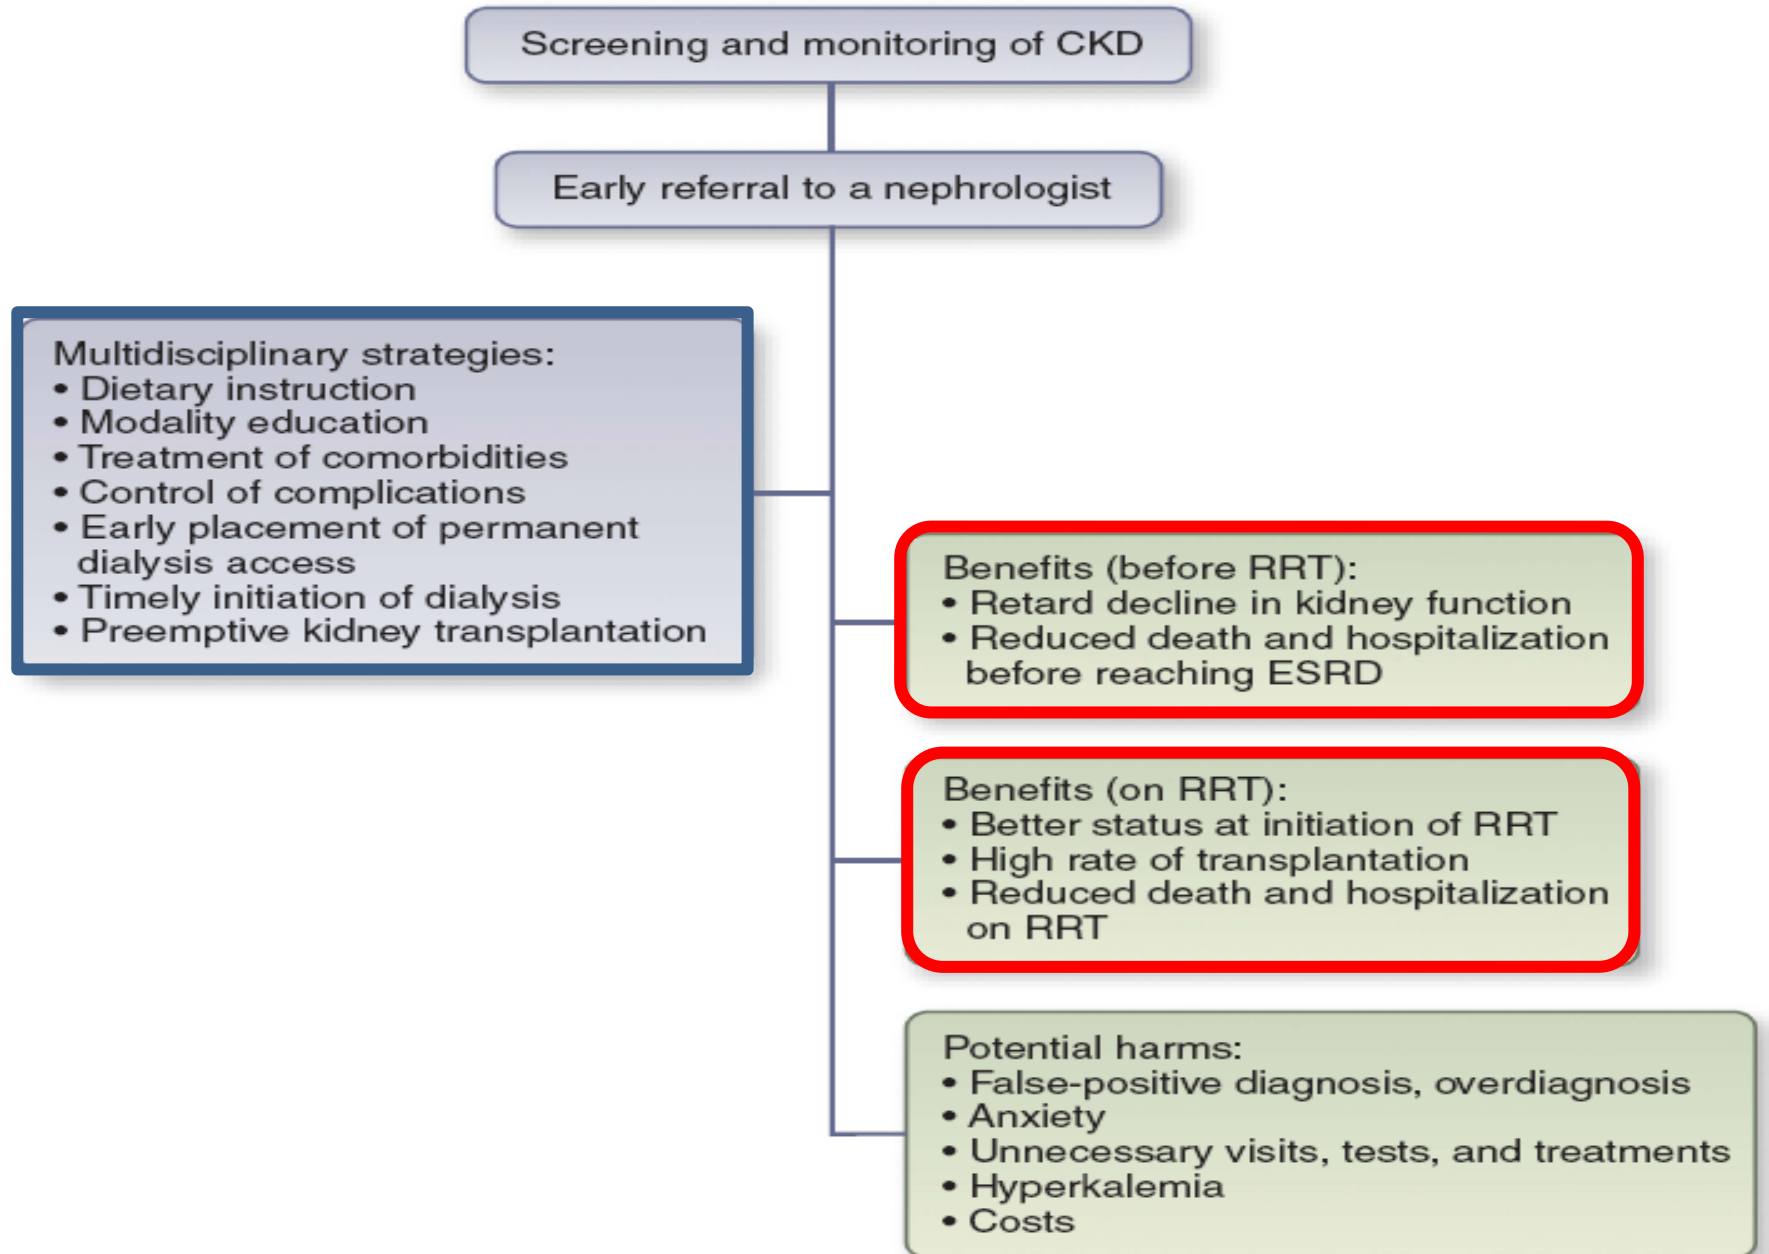 Screening and monitoring of CKD
Early referral to a nephrologist
Multidisciplinary strategies:
• Dietary instruction
• Modality education
• Treatment of comorbidities
• Control of complications
• Early placement of permanent
dialysis access
• Timely initiation of dialysis
• Preemptive kidney transplantation
Benefits (before RRT):
• Retard decline in kidney function
• Reduced death and hospitalization
before reaching ESRD
Benefits (on RRT):
• Better status at initiation of RRT
• High rate of transplantation
• Reduced death and hospitalization
on RRT
Potential harms:
• False-positive diagnosis, overdiagnosis
• Anxiety
• Unnecessary visits, tests, and treatments
• Hyperkalemia
• Costs